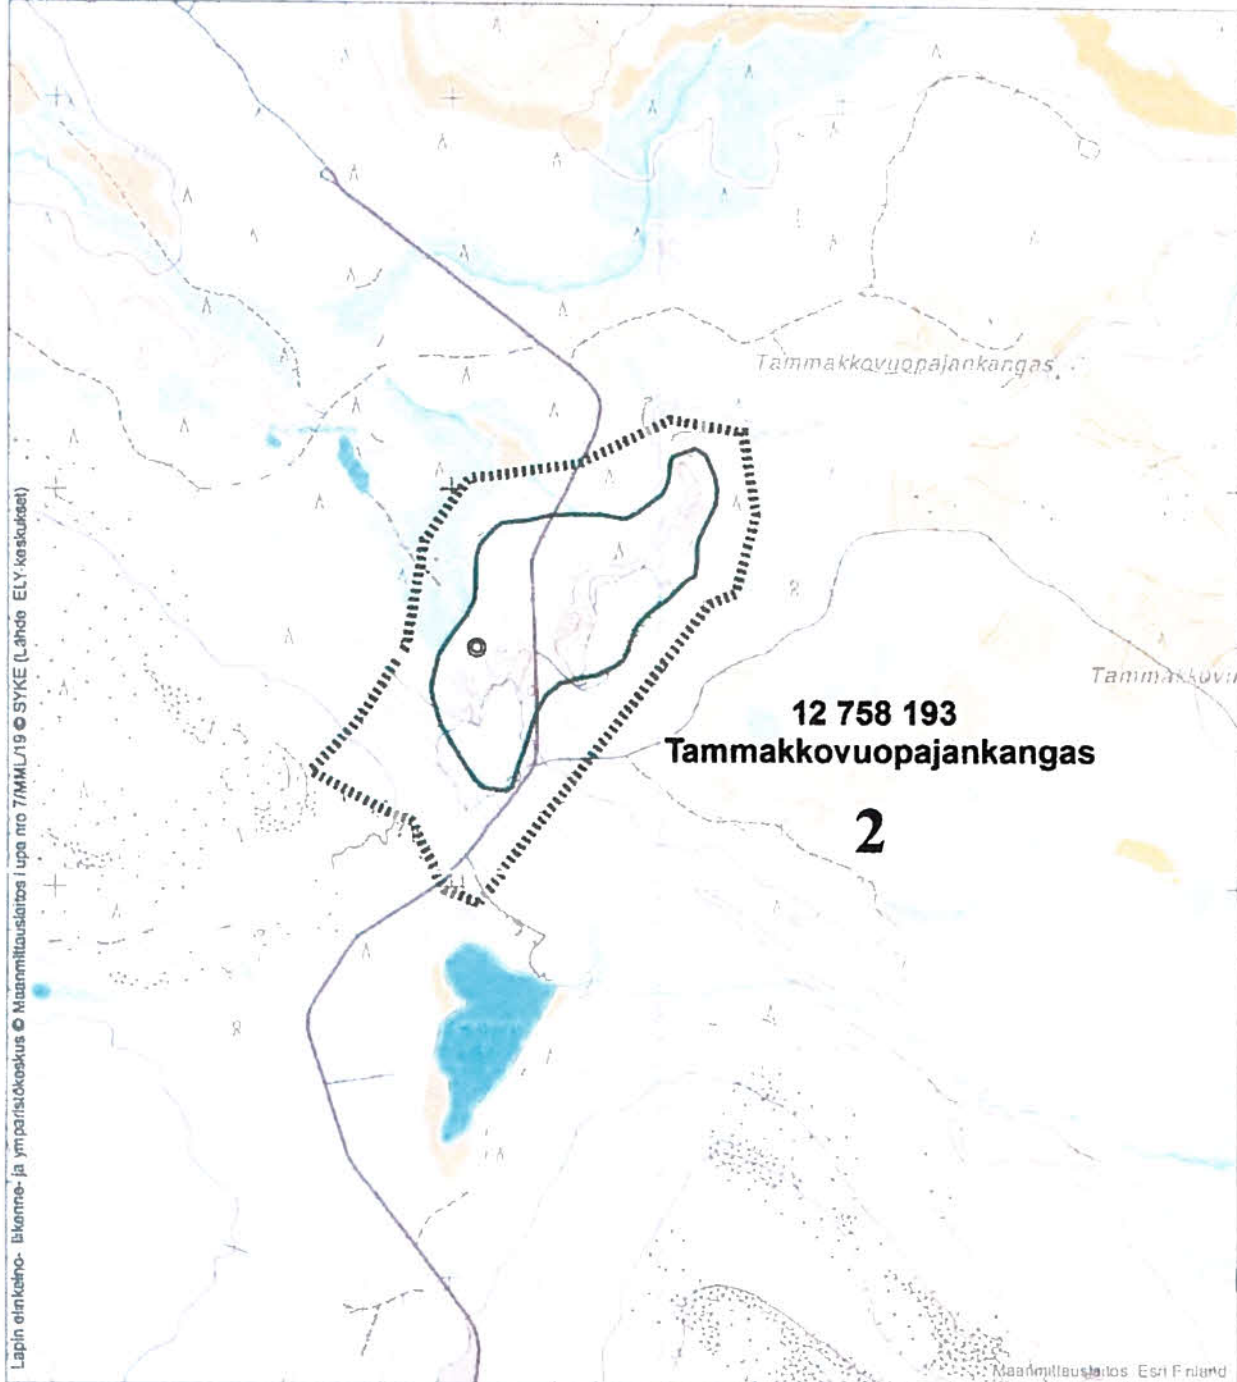 Tammakkovuopajankangas
12 758 193
Tammakkovuopajankangas
2
Lapin elinkeino- liikenne- ja ympäristökeskus © Maanmittauslaitos lupa nro 7/MML/19 © SYKE (Lähde ELY-keskukset)
Maanmittauslaitos Esri Finland